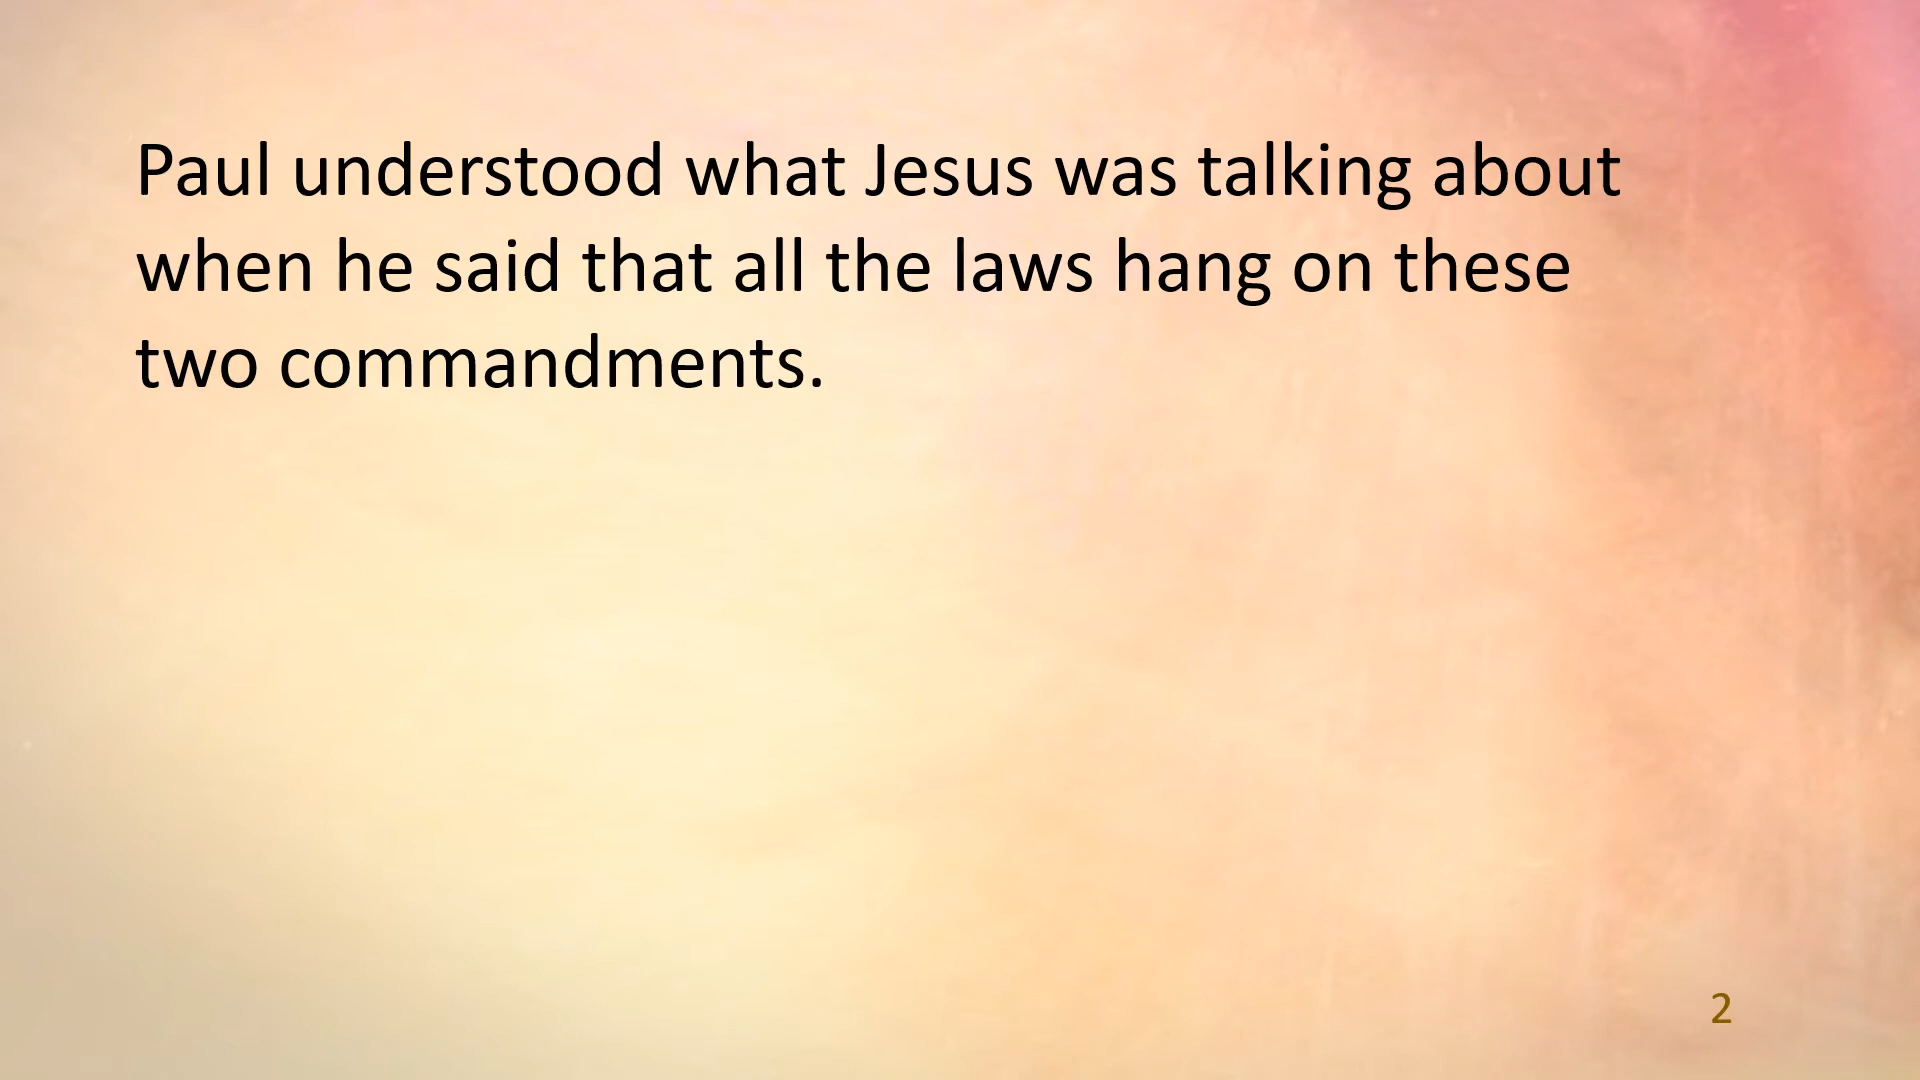 Paul understood what Jesus was talking about
when he said that all the laws hang on these
two commandments.
2